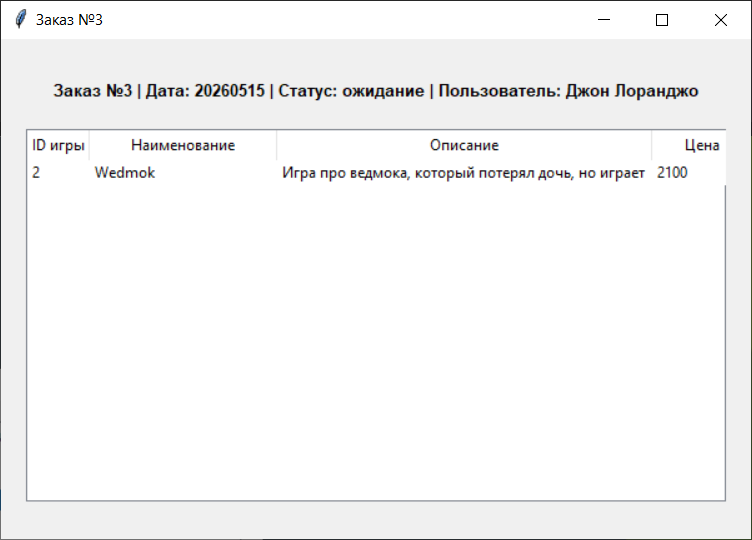 Заказ №3
Заказ №3 | Дата: 20260515 | Статус: ожидание | Пользователь: Джон Лоранджо
ID игры Наименование Описание Цена
2 Wedmok Игра про ведмока, который потерял дочь, но играет 2100